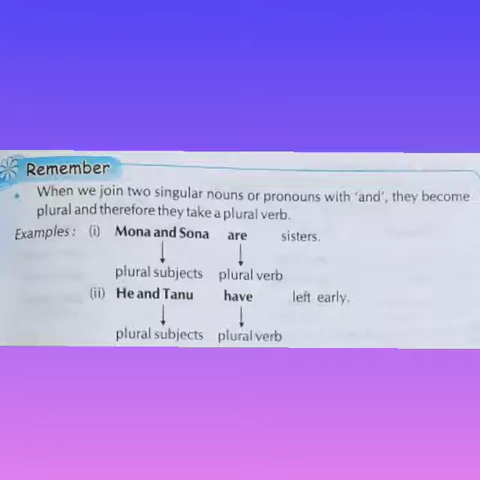 Remember
• When we join two singular nouns or pronouns with 'and', they become
plural and therefore they take a plural verb.
Examples: (i) Mona and Sona are sisters.
plural subjects plural verb
(ii) He and Tanu have left early.
plural subjects plural verb